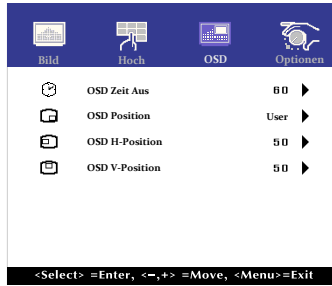 Bild Hoch OSD Optionen
OSD Zeit Aus 60
OSD Position User
OSD H-Position 50
OSD V-Position 50
<Select> =Enter, <−,+> =Move, <Menu>=Exit